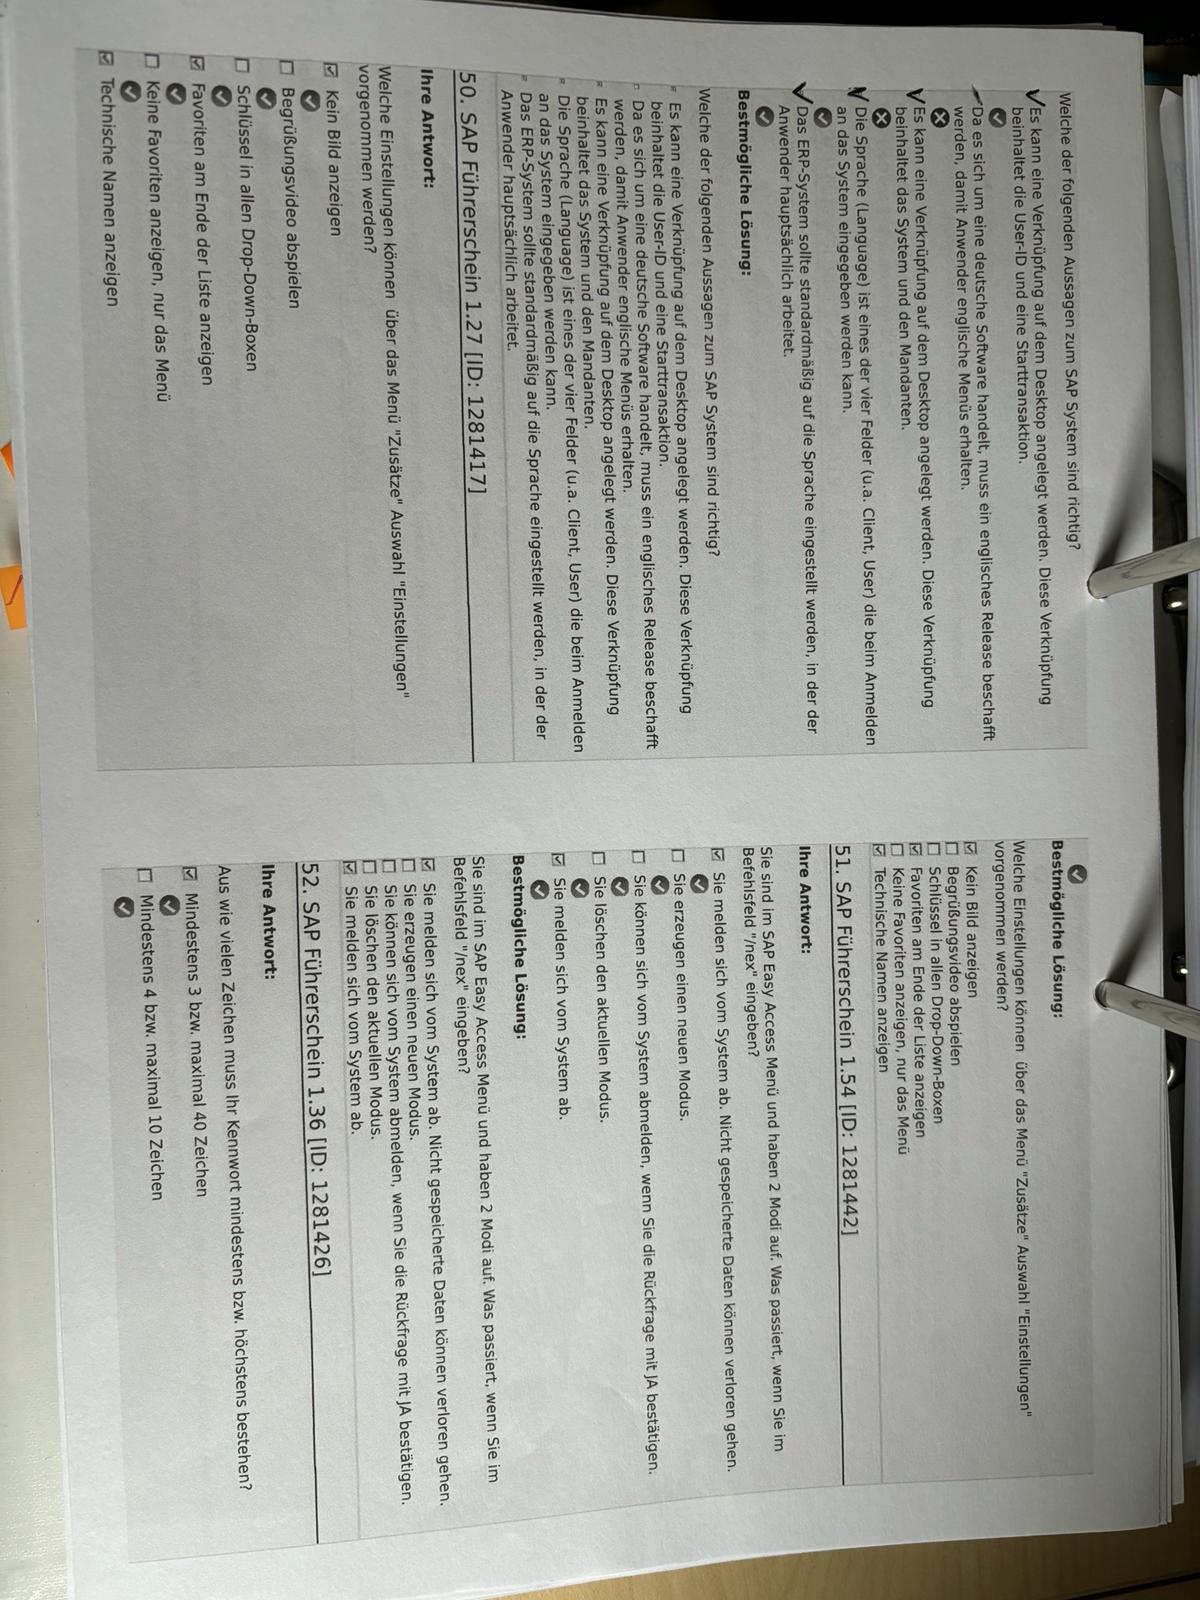 Welche der folgenden Aussagen zum SAP System sind richtig?
Es kann eine Verknüpfung auf dem Desktop angelegt werden. Diese Verknüpfung
beinhaltet die User-ID und eine Starttransaktion.
Da es sich um eine deutsche Software handelt, muss ein englisches Release beschafft
werden, damit Anwender englische Menüs erhalten.
Es kann eine Verknüpfung auf dem Desktop angelegt werden. Diese Verknüpfung
beinhaltet das System und den Mandanten.
Die Sprache (Language) ist eines der vier Felder (u.a. Client, User) die beim Anmelden
an das System eingegeben werden kann.
Das ERP-System sollte standardmäßig auf die Sprache eingestellt werden, in der der
Anwender hauptsächlich arbeitet.
Bestmögliche Lösung:
Welche der folgenden Aussagen zum SAP System sind richtig?
Es kann eine Verknüpfung auf dem Desktop angelegt werden. Diese Verknüpfung
beinhaltet die User-ID und eine Starttransaktion.
Da es sich um eine deutsche Software handelt, muss ein englisches Release beschafft
werden, damit Anwender englische Menüs erhalten.
Es kann eine Verknüpfung auf dem Desktop angelegt werden. Diese Verknüpfung
beinhaltet das System und den Mandanten.
Die Sprache (Language) ist eines der vier Felder (u.a. Client, User) die beim Anmelden
an das System eingegeben werden kann.
Das ERP-System sollte standardmäßig auf die Sprache eingestellt werden, in der der
Anwender hauptsächlich arbeitet.
50. SAP Führerschein 1.27 [ID: 1281417]
Ihre Antwort:
Welche Einstellungen können über das Menü "Zusätze" Auswahl "Einstellungen"
vorgenommen werden?
Kein Bild anzeigen
Begrüßungsvideo abspielen
Schlüssel in allen Drop-Down-Boxen
Favoriten am Ende der Liste anzeigen
Keine Favoriten anzeigen, nur das Menü
Technische Namen anzeigen
Bestmögliche Lösung:
Welche Einstellungen können über das Menü "Zusätze" Auswahl "Einstellungen"
vorgenommen werden?
Kein Bild anzeigen
Begrüßungsvideo abspielen
Schlüssel in allen Drop-Down-Boxen
Favoriten am Ende der Liste anzeigen
Keine Favoriten anzeigen, nur das Menü
Technische Namen anzeigen
51. SAP Führerschein 1.54 [ID: 1281442]
Ihre Antwort:
Sie sind im SAP Easy Access Menü und haben 2 Modi auf. Was passiert, wenn Sie im
Befehlsfeld "/nex" eingeben?
Sie melden sich vom System ab. Nicht gespeicherte Daten können verloren gehen.
Sie erzeugen einen neuen Modus.
Sie können sich vom System abmelden, wenn Sie die Rückfrage mit JA bestätigen.
Sie löschen den aktuellen Modus.
Sie melden sich vom System ab.
Bestmögliche Lösung:
Sie sind im SAP Easy Access Menü und haben 2 Modi auf. Was passiert, wenn Sie im
Befehlsfeld "/nex" eingeben?
Sie melden sich vom System ab. Nicht gespeicherte Daten können verloren gehen.
Sie erzeugen einen neuen Modus.
Sie können sich vom System abmelden, wenn Sie die Rückfrage mit JA bestätigen.
Sie löschen den aktuellen Modus.
Sie melden sich vom System ab.
52. SAP Führerschein 1.36 [ID: 1281426]
Ihre Antwort:
Aus wie vielen Zeichen muss Ihr Kennwort mindestens bzw. höchstens bestehen?
Mindestens 3 bzw. maximal 40 Zeichen
Mindestens 4 bzw. maximal 10 Zeichen